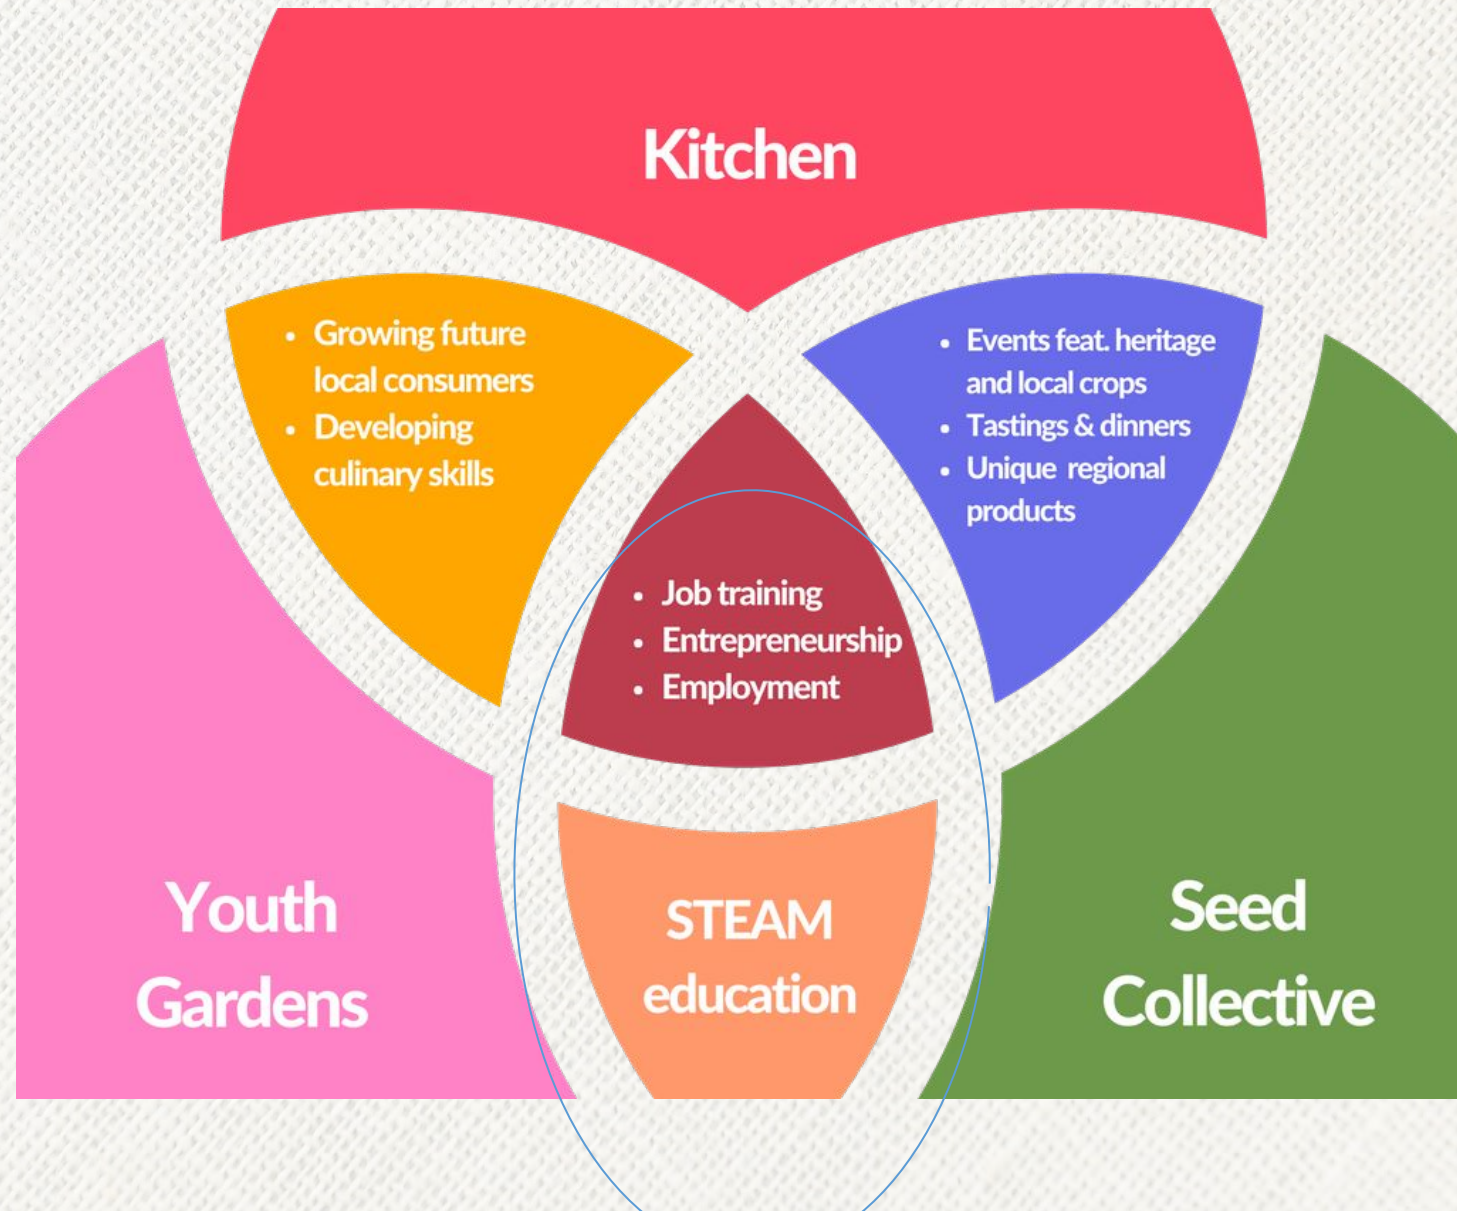 Kitchen
• Growing future
local consumers
• Developing
culinary skills
• Events feat. heritage
and local crops
• Tastings & dinners
• Unique  regional
products
• Job training
• Entrepreneurship
• Employment
Youth
Gardens
STEAM
education
Seed
Collective